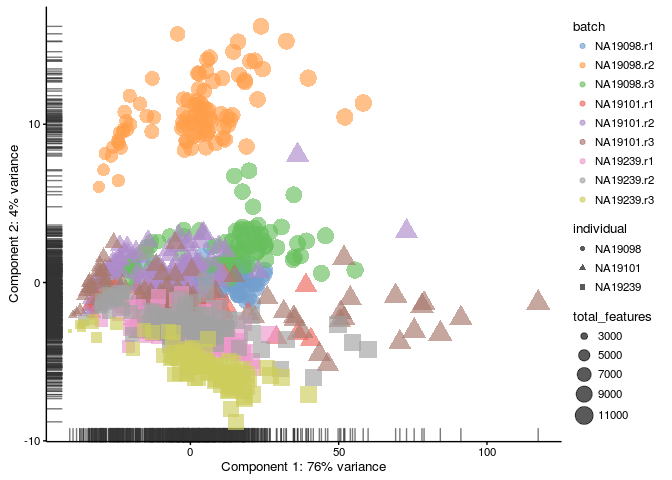 batch
NA19098.r1
NA19098.r2
NA19098.r3
NA19101.r1
NA19101.r2
NA19101.r3
NA19239.r1
NA19239.r2
NA19239.r3
individual
NA19098
NA19101
NA19239
total_features
3000
5000
7000
9000
11000
Component 2: 4% variance
10
0
-10
0
50
100
Component 1: 76% variance